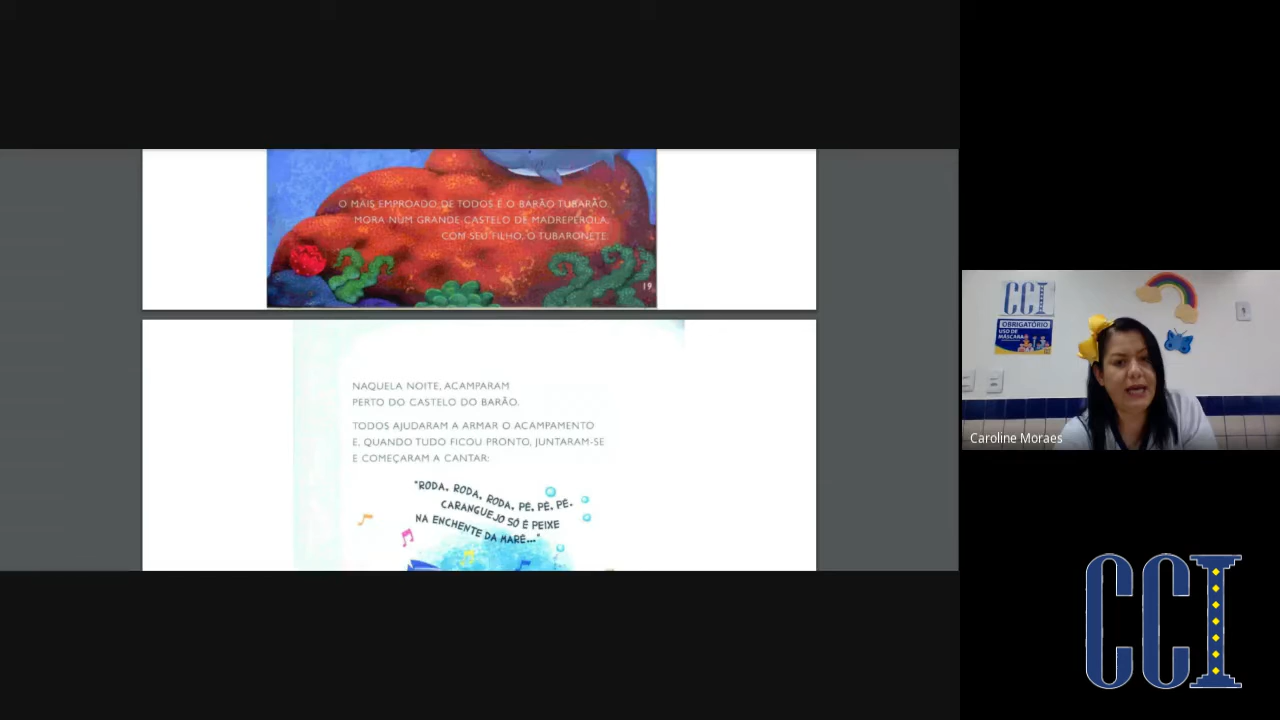 O MAIS EMPROADO DE TODOS É O BARÃO TUBARÃO.
MORA NUM GRANDE CASTELO DE MADREPÉROLA,
COM SEU FILHO, O TUBARONETE.
19
NAQUELA NOITE, ACAMPARAM
PERTO DO CASTELO DO BARÃO.
TODOS AJUDARAM A ARMAR O ACAMPAMENTO
E, QUANDO TUDO FICOU PRONTO, JUNTARAM-SE
E COMEÇARAM A CANTAR:
"RODA, RODA, RODA, PÉ, PÉ, PÉ,
CARANGUEJO SÓ É PEIXE
NA ENCHENTE DA MARÉ..."
CCI
OBRIGATÓRIO
USO DE
MÁSCARA
Caroline Moraes
CCI